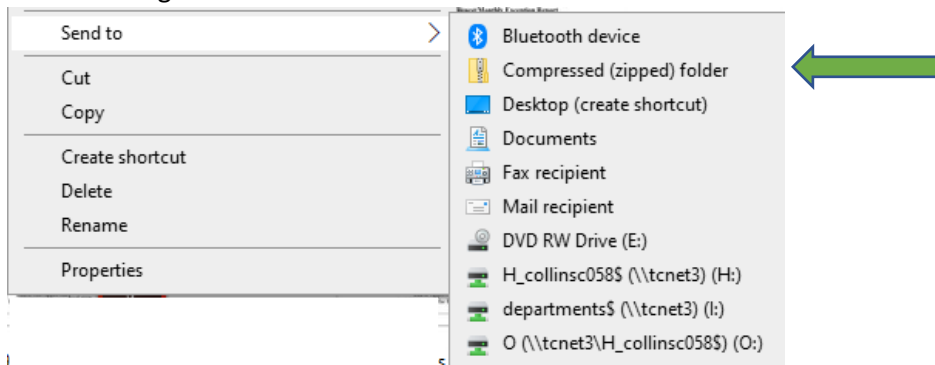 Send to
Cut
Copy
Create shortcut
Delete
Rename
Properties
Bluetooth device
Compressed (zipped) folder
Desktop (create shortcut)
Documents
Fax recipient
Mail recipient
DVD RW Drive (E:)
H_collinsc058$ (\\tcnet3) (H:)
departments$ (\\tcnet3) (I:)
O (\\tcnet3\H_collinsc058$) (O:)